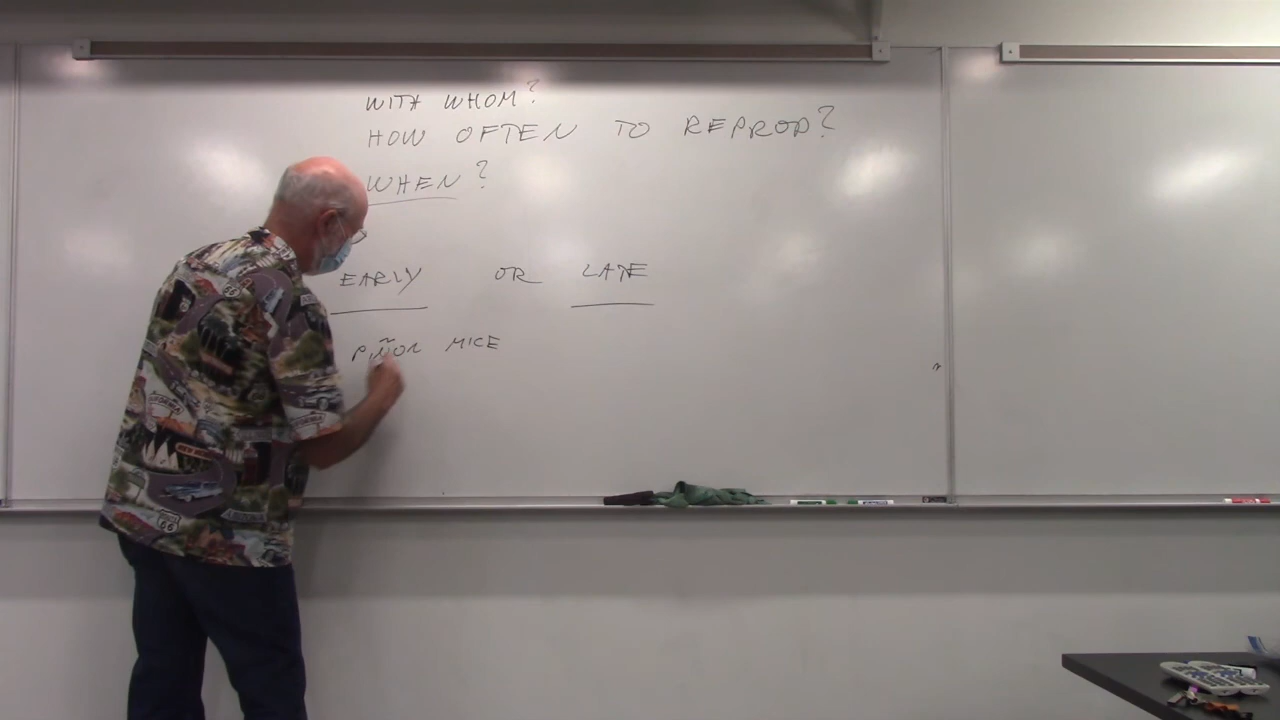 WITH WHOM?
HOW OFTEN TO REPROD?
WHEN?
EARLY OR LATE
PIÑON MICE